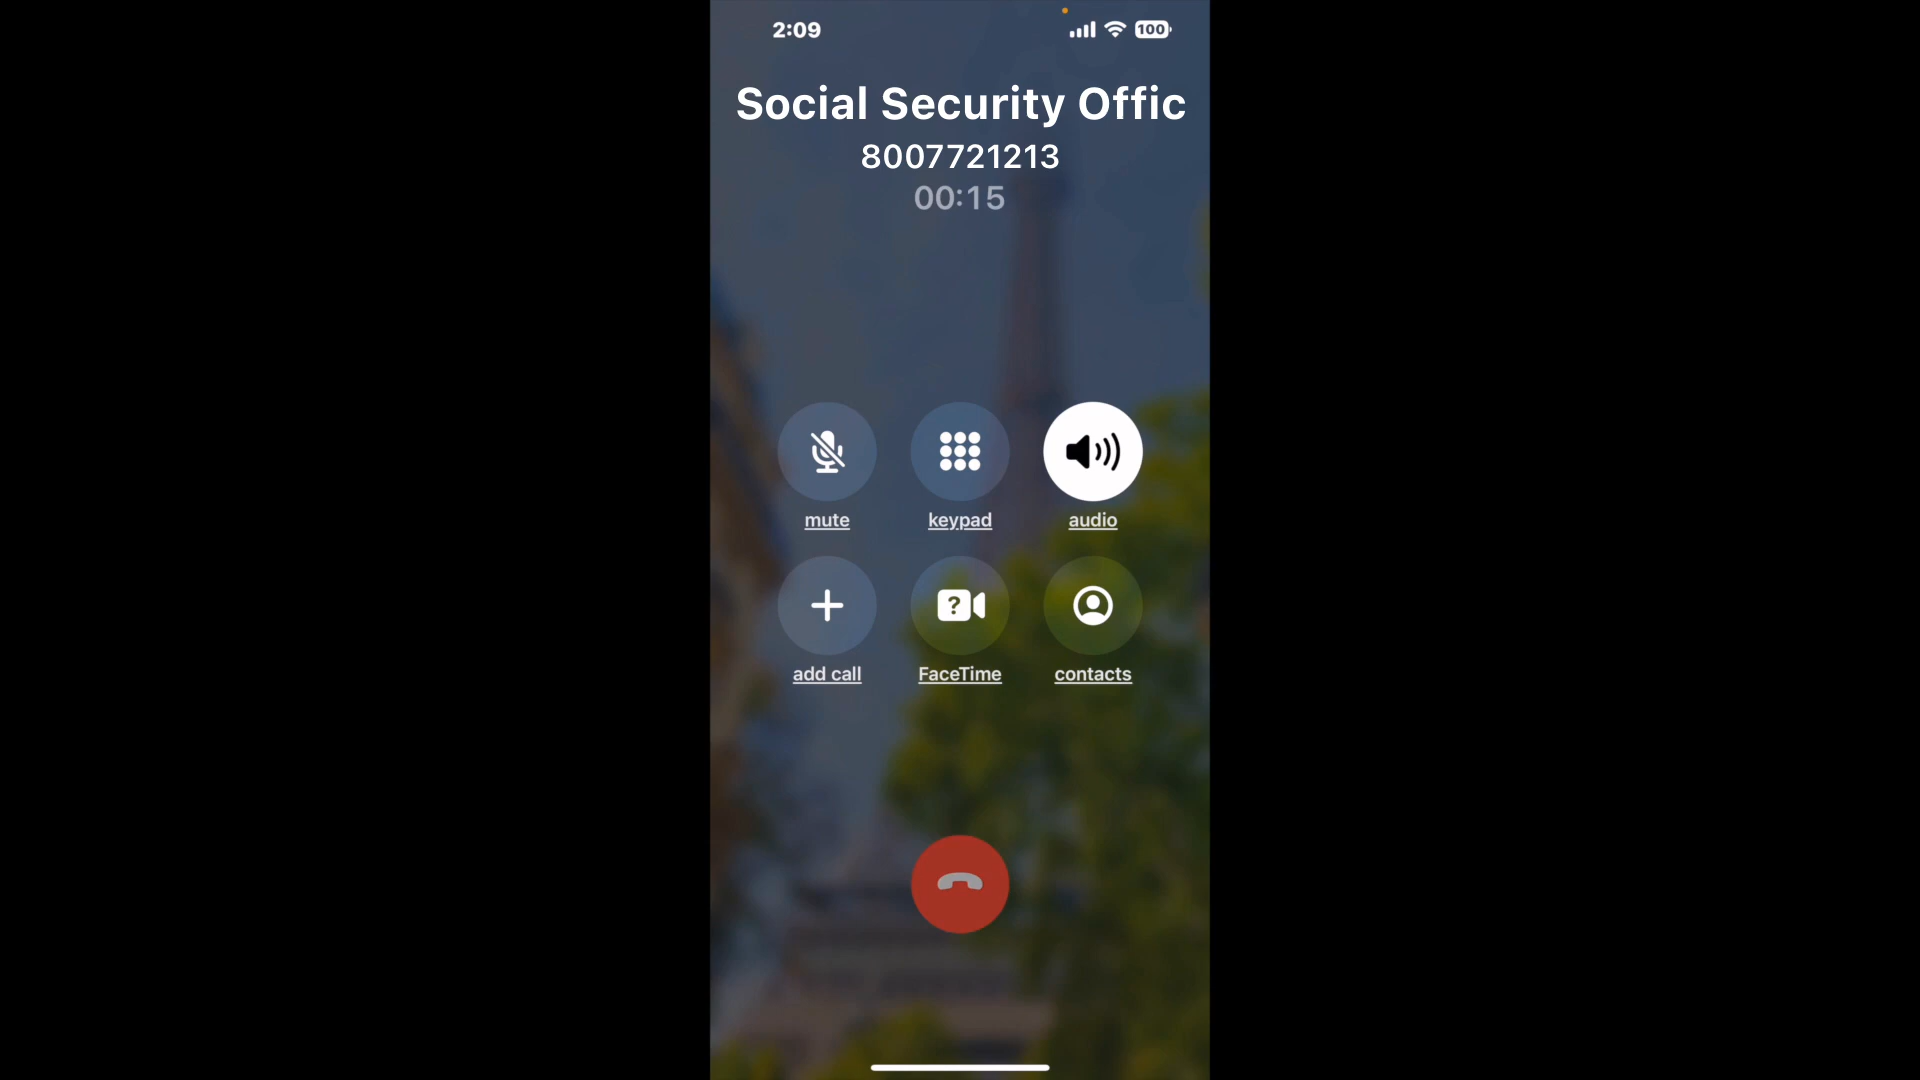 2:09
100
Social Security Offic
8007721213
00:15
mute
keypad
audio
?
add call
FaceTime
contacts